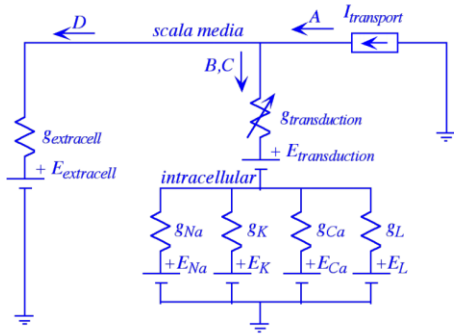 D
scala media
A
I_transport
B,C
g_transduction
g_extracell
+ E_extracell
+ E_transduction
intracellular
g_Na g_K g_Ca g_L
+E_Na +E_K +E_Ca +E_L